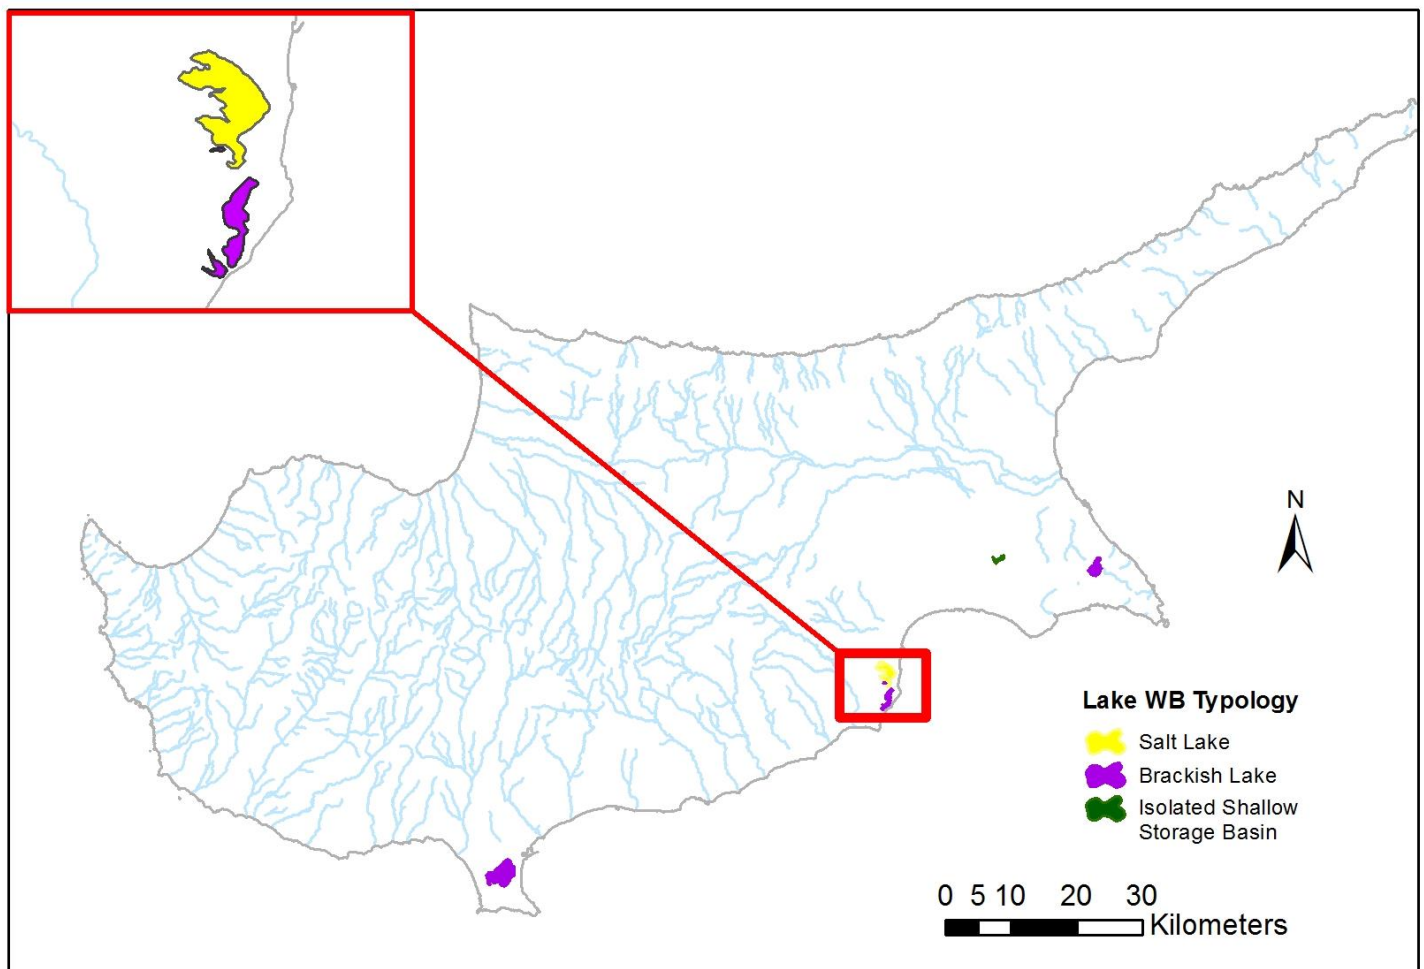 N
Lake WB Typology
Salt Lake
Brackish Lake
Isolated Shallow
Storage Basin
0 5 10 20 30
Kilometers